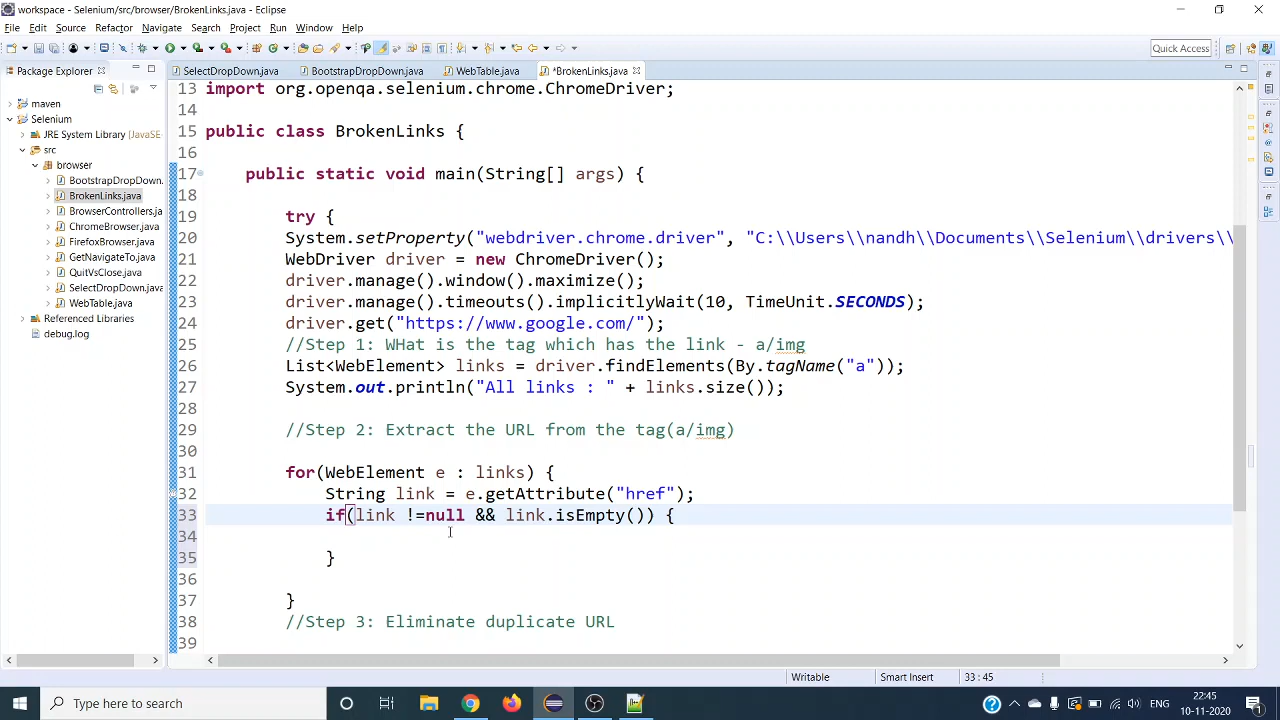 workspace - Selenium/src/browser/BrokenLinks.java - Eclipse
File Edit Source Refactor Navigate Search Project Run Window Help
Quick Access
Package Explorer
SelectDropDown.java BootstrapDropDown.java WebTable.java *BrokenLinks.java
maven
Selenium
JRE System Library [JavaSE
src
browser
BootstrapDropDown.
BrokenLinks.java
BrowserControllers.ja
ChromeBrowser.java
FirefoxBrowser.java
GetNavigateTo.java
QuitVsClose.java
SelectDropDown.java
WebTable.java
Referenced Libraries
debug.log
13 import org.openqa.selenium.chrome.ChromeDriver;
14
15 public class BrokenLinks {
16
17 public static void main(String[] args) {
18
19 try {
20 System.setProperty("webdriver.chrome.driver", "C:\\Users\\nandh\\Documents\\Selenium\\drivers\\
21 WebDriver driver = new ChromeDriver();
22 driver.manage().window().maximize();
23 driver.manage().timeouts().implicitlyWait(10, TimeUnit.SECONDS);
24 driver.get("https://www.google.com/");
25 //Step 1: WHat is the tag which has the link - a/img
26 List<WebElement> links = driver.findElements(By.tagName("a"));
27 System.out.println("All links : " + links.size());
28
29 //Step 2: Extract the URL from the tag(a/img)
30
31 for(WebElement e : links) {
32 String link = e.getAttribute("href");
33 if(link !=null && link.isEmpty()) {
34
35 }
36
37 }
38 //Step 3: Eliminate duplicate URL
39
Writable Smart Insert 33 : 45
Type here to search
ENG
22:45
10-11-2020
1